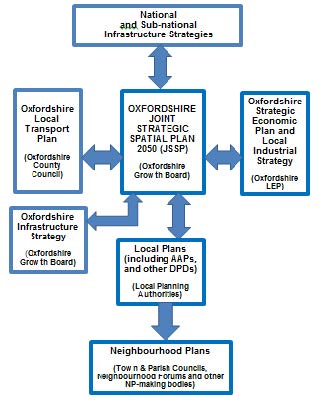 National
and Sub-national
Infrastructure Strategies
Oxfordshire
Local
Transport
Plan
(Oxfordshire
County
Council)
OXFORDSHIRE
JOINT
STRATEGIC
SPATIAL PLAN
2050 (JSSP)
(Oxfordshire
Growth Board)
Oxfordshire
Strategic
Economic
Plan and
Local
Industrial
Strategy
(Oxfordshire
LEP)
Oxfordshire
Infrastructure
Strategy
(Oxfordshire
Growth Board)
Local Plans
(including AAPs,
and other DPDs)
(Local Planning
Authorities)
Neighbourhood Plans
(Town & Parish Councils,
Neighbourhood Forums and other
NP-making bodies)